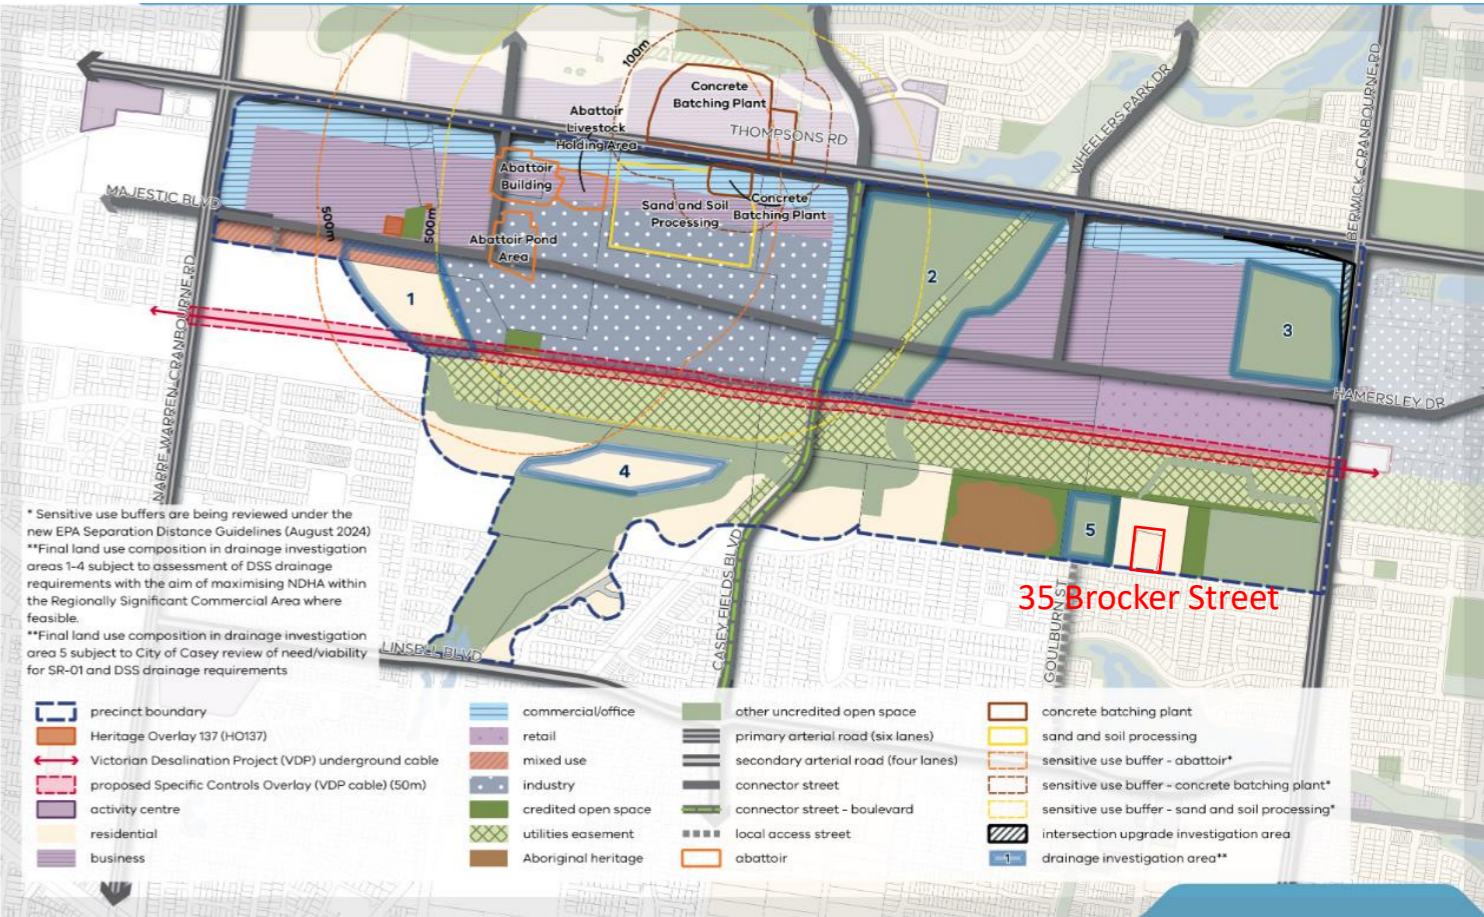 100m
Concrete
Batching Plant
Abattoir
Livestock
Holding Area
THOMPSONS RD
WHEELERS PARK DR
BERWICK-CRANBOURNE RD
Abattoir
Building
Concrete
Batching Plant
Sand and Soil
Processing
MAJESTIC BLVD
500m
500m
Abattoir Pond
Area
1
2
3
NARRE WARREN-CRANBOURNE RD
HAMERSLEY DR
4
5
35 Brocker Street
CASEY FIELDS BLVD
GOULBURN ST
LINSELL BLVD
* Sensitive use buffers are being reviewed under the
new EPA Separation Distance Guidelines (August 2024)
**Final land use composition in drainage investigation
areas 1-4 subject to assessment of DSS drainage
requirements with the aim of maximising NDHA within
the Regionally Significant Commercial Area where
feasible.
**Final land use composition in drainage investigation
area 5 subject to City of Casey review of need/viability
for SR-01 and DSS drainage requirements
precinct boundary
Heritage Overlay 137 (HO137)
Victorian Desalination Project (VDP) underground cable
proposed Specific Controls Overlay (VDP cable) (50m)
activity centre
residential
business
commercial/office
retail
mixed use
industry
credited open space
utilities easement
Aboriginal heritage
other uncredited open space
primary arterial road (six lanes)
secondary arterial road (four lanes)
connector street
connector street - boulevard
local access street
abattoir
concrete batching plant
sand and soil processing
sensitive use buffer - abattoir*
sensitive use buffer - concrete batching plant*
sensitive use buffer - sand and soil processing*
intersection upgrade investigation area
1 drainage investigation area**